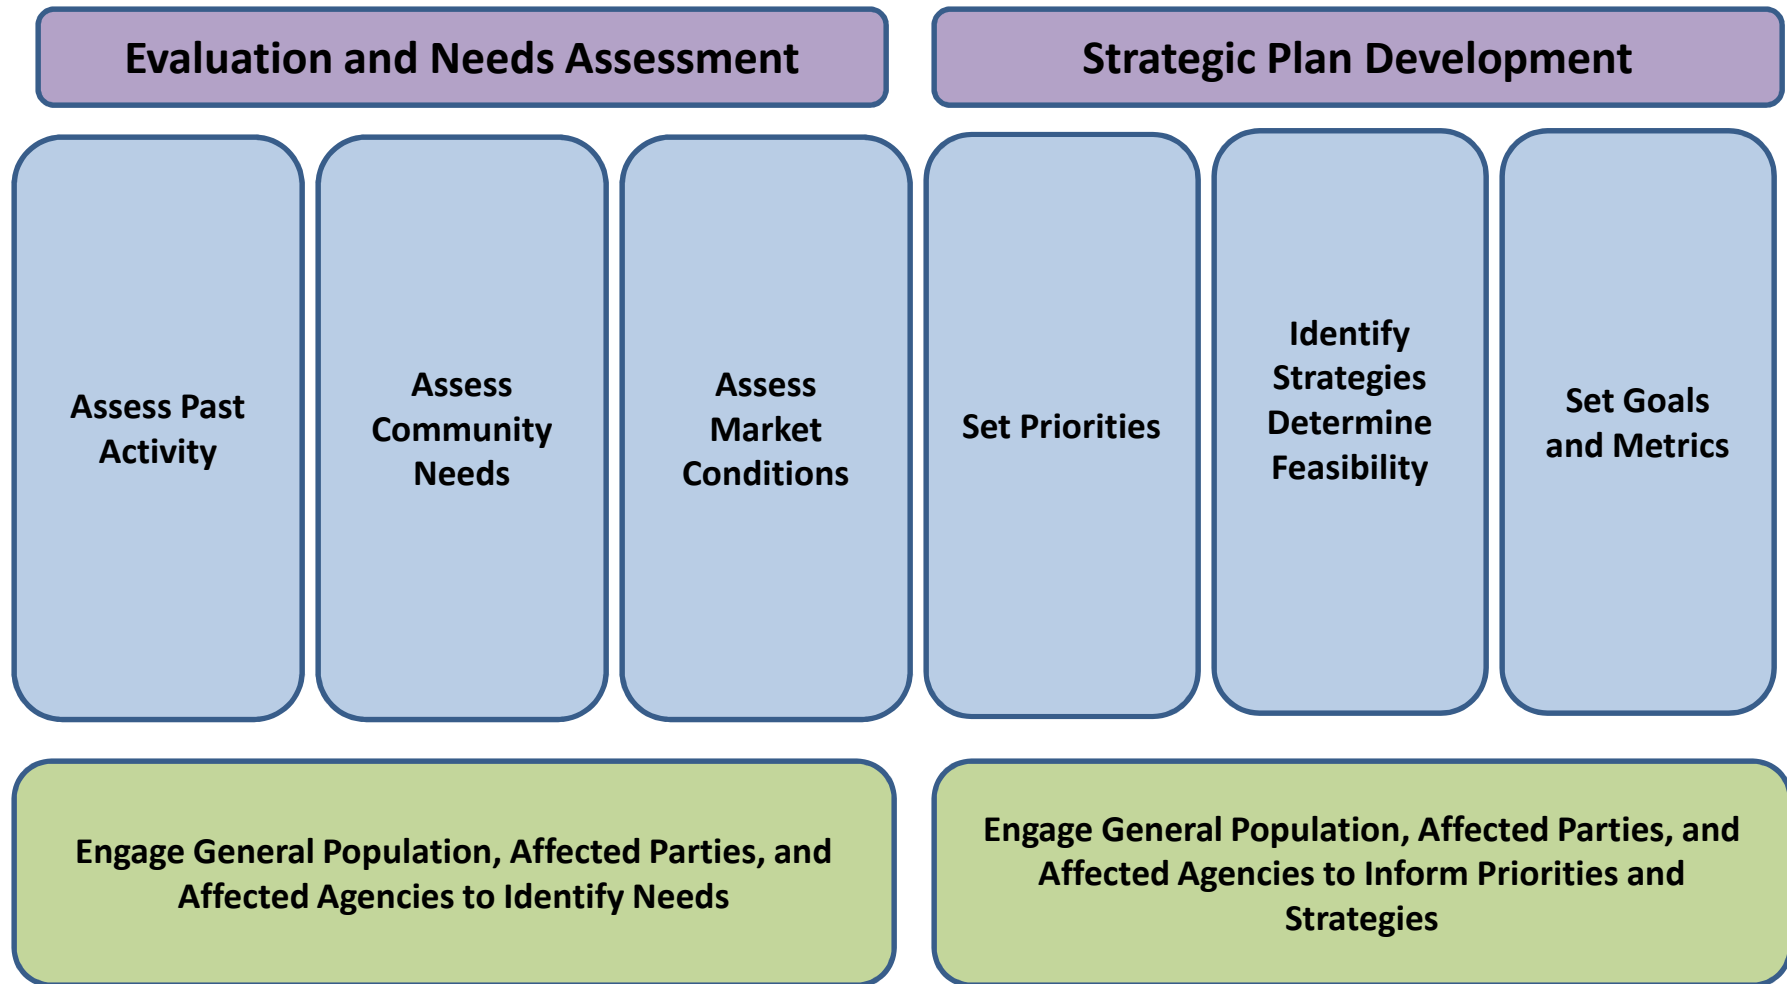 Evaluation and Needs Assessment
Strategic Plan Development
Assess Past
Activity
Assess
Community
Needs
Assess
Market
Conditions
Set Priorities
Identify
Strategies
Determine
Feasibility
Set Goals
and Metrics
Engage General Population, Affected Parties, and
Affected Agencies to Identify Needs
Engage General Population, Affected Parties, and
Affected Agencies to Inform Priorities and
Strategies